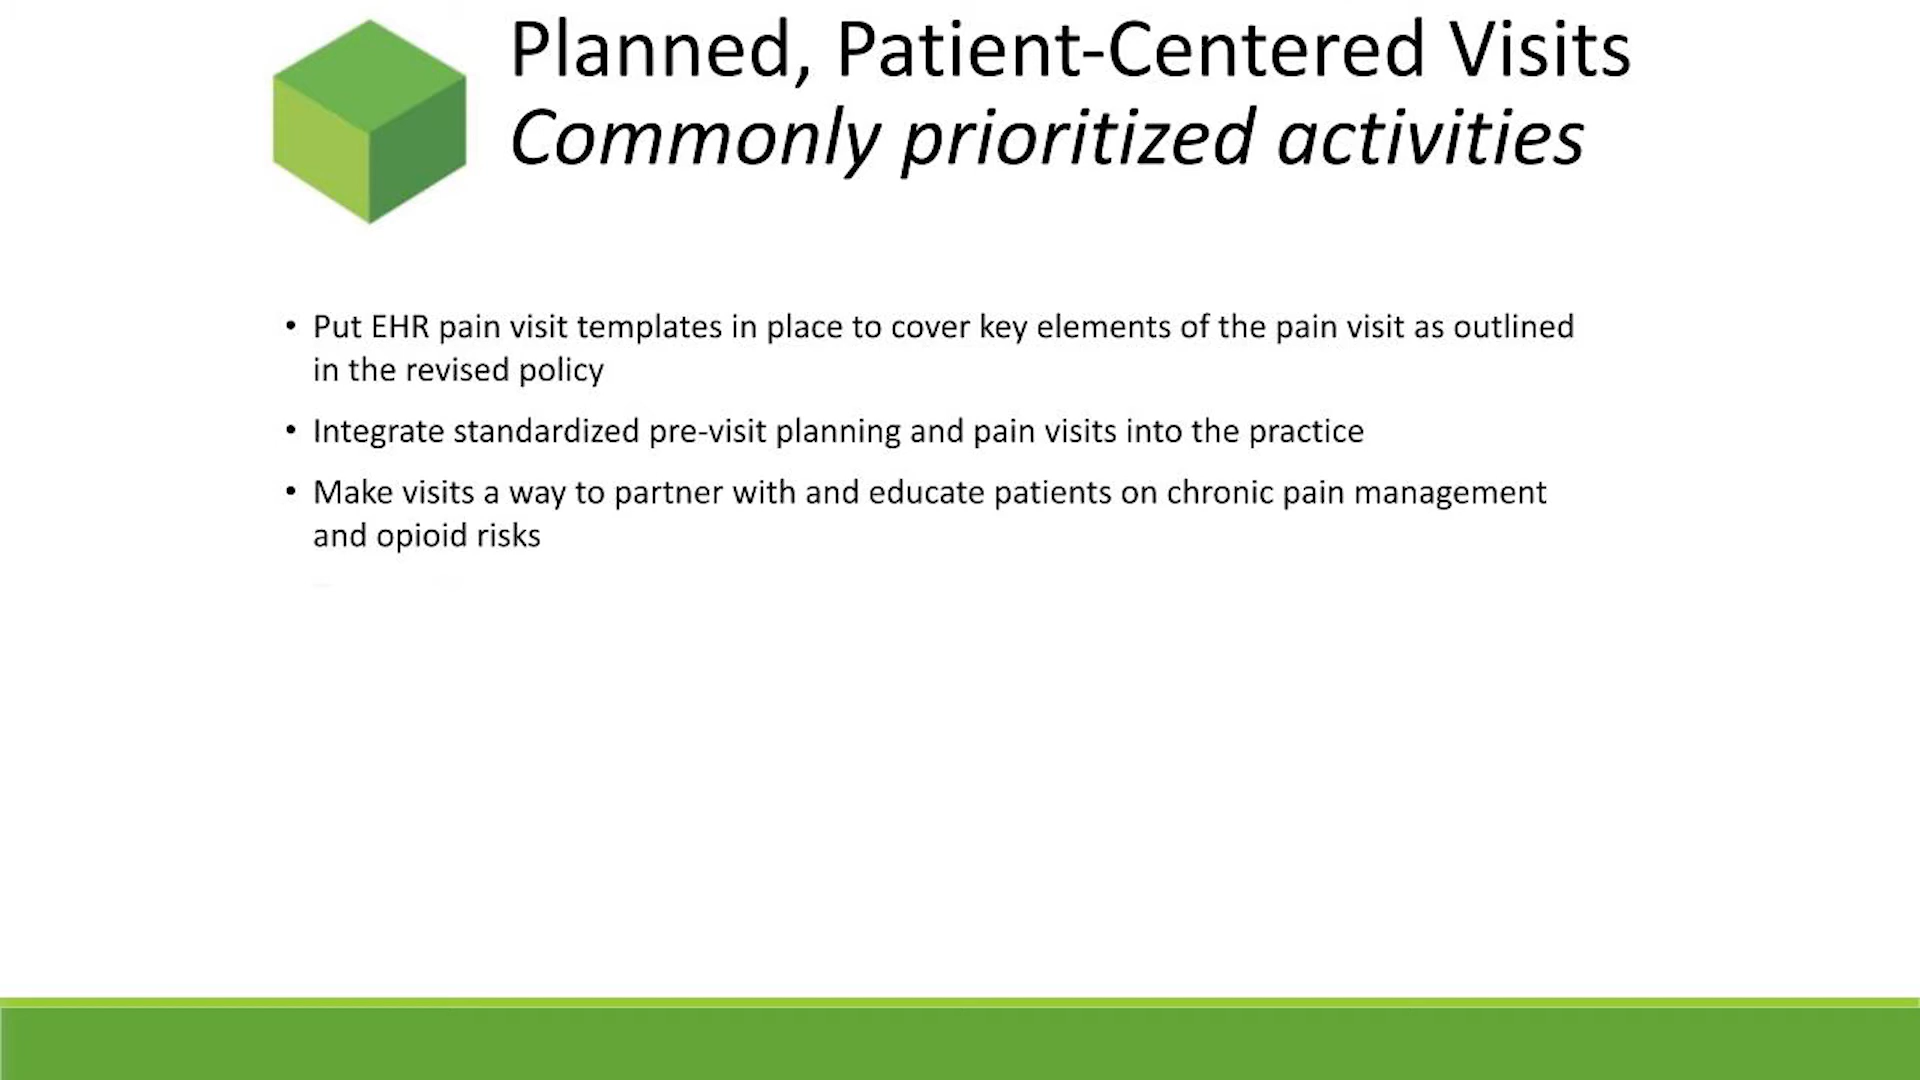 Planned, Patient-Centered Visits
Commonly prioritized activities
• Put EHR pain visit templates in place to cover key elements of the pain visit as outlined
in the revised policy
• Integrate standardized pre-visit planning and pain visits into the practice
• Make visits a way to partner with and educate patients on chronic pain management
and opioid risks